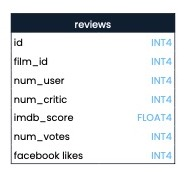 reviews
id INT4
film_id INT4
num_user INT4
num_critic INT4
imdb_score FLOAT4
num_votes INT4
facebook likes INT4